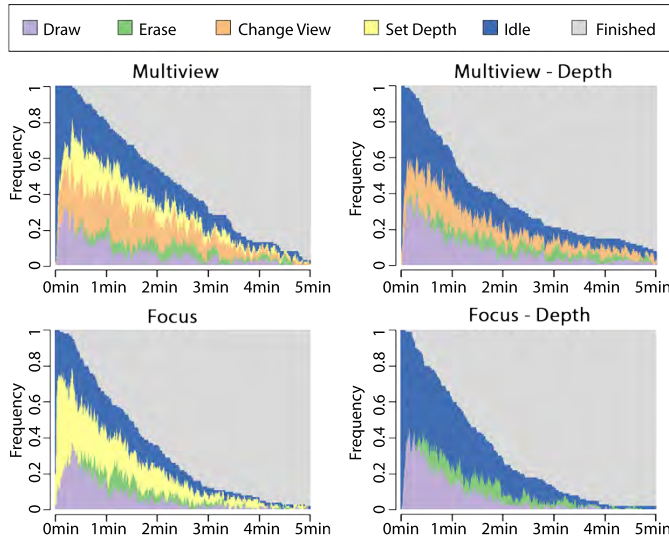 Draw Erase Change View Set Depth Idle Finished
Multiview
Frequency
0 0.2 0.4 0.6 0.8 1
0min 1min 2min 3min 4min 5min
Multiview - Depth
Frequency
0 0.2 0.4 0.6 0.8 1
0min 1min 2min 3min 4min 5min
Focus
Frequency
0 0.2 0.4 0.6 0.8 1
0min 1min 2min 3min 4min 5min
Focus - Depth
Frequency
0 0.2 0.4 0.6 0.8 1
0min 1min 2min 3min 4min 5min